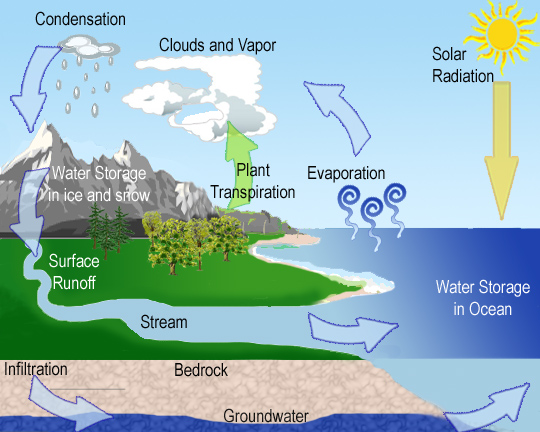 Condensation
Clouds and Vapor
Solar
Radiation
Water Storage
in ice and snow
Plant
Transpiration
Evaporation
Surface
Runoff
Water Storage
in Ocean
Stream
Infiltration
Bedrock
Groundwater